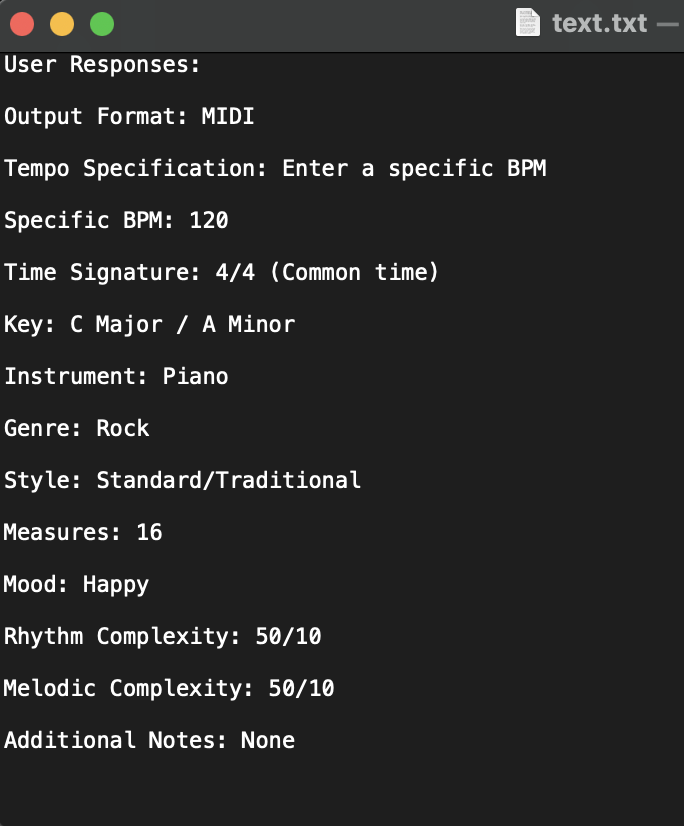 text.txt —
User Responses:
Output Format: MIDI
Tempo Specification: Enter a specific BPM
Specific BPM: 120
Time Signature: 4/4 (Common time)
Key: C Major / A Minor
Instrument: Piano
Genre: Rock
Style: Standard/Traditional
Measures: 16
Mood: Happy
Rhythm Complexity: 50/10
Melodic Complexity: 50/10
Additional Notes: None